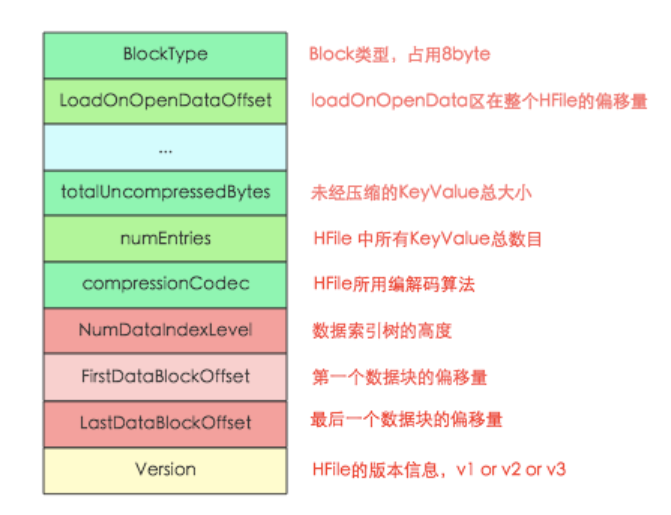 BlockType Block类型，占用8byte
LoadOnOpenDataOffset loadOnOpenData区在整个HFile的偏移量
...
totalUncompressedBytes 未经压缩的KeyValue总大小
numEntries HFile 中所有KeyValue总数目
compressionCodec HFile所用编解码算法
NumDataIndexLevel 数据索引树的高度
FirstDataBlockOffset 第一个数据块的偏移量
LastDataBlockOffset 最后一个数据块的偏移量
Version HFile的版本信息，v1 or v2 or v3